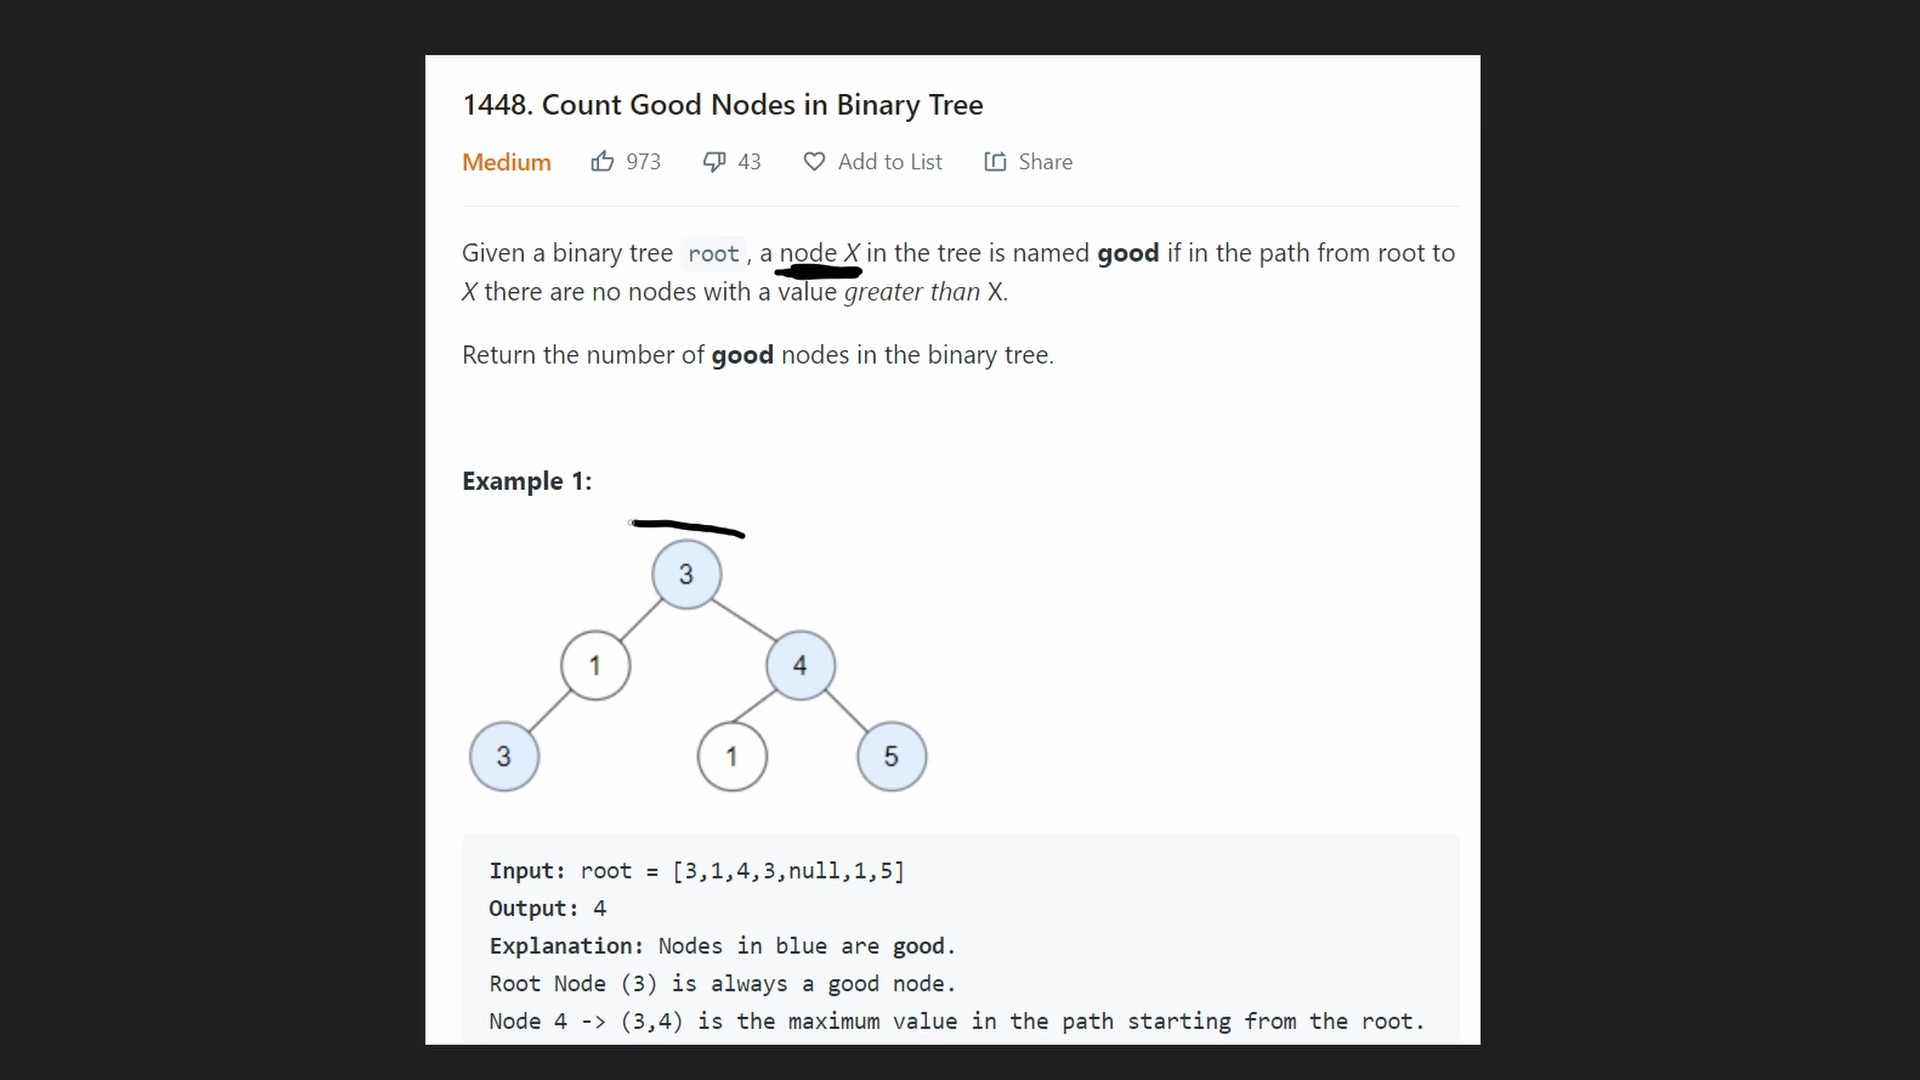 1448. Count Good Nodes in Binary Tree
Medium 973 43 Add to List Share
Given a binary tree root, a node X in the tree is named good if in the path from root to
X there are no nodes with a value greater than X.
Return the number of good nodes in the binary tree.
Example 1:
3
1 4
3 1 5
Input: root = [3,1,4,3,null,1,5]
Output: 4
Explanation: Nodes in blue are good.
Root Node (3) is always a good node.
Node 4 -> (3,4) is the maximum value in the path starting from the root.